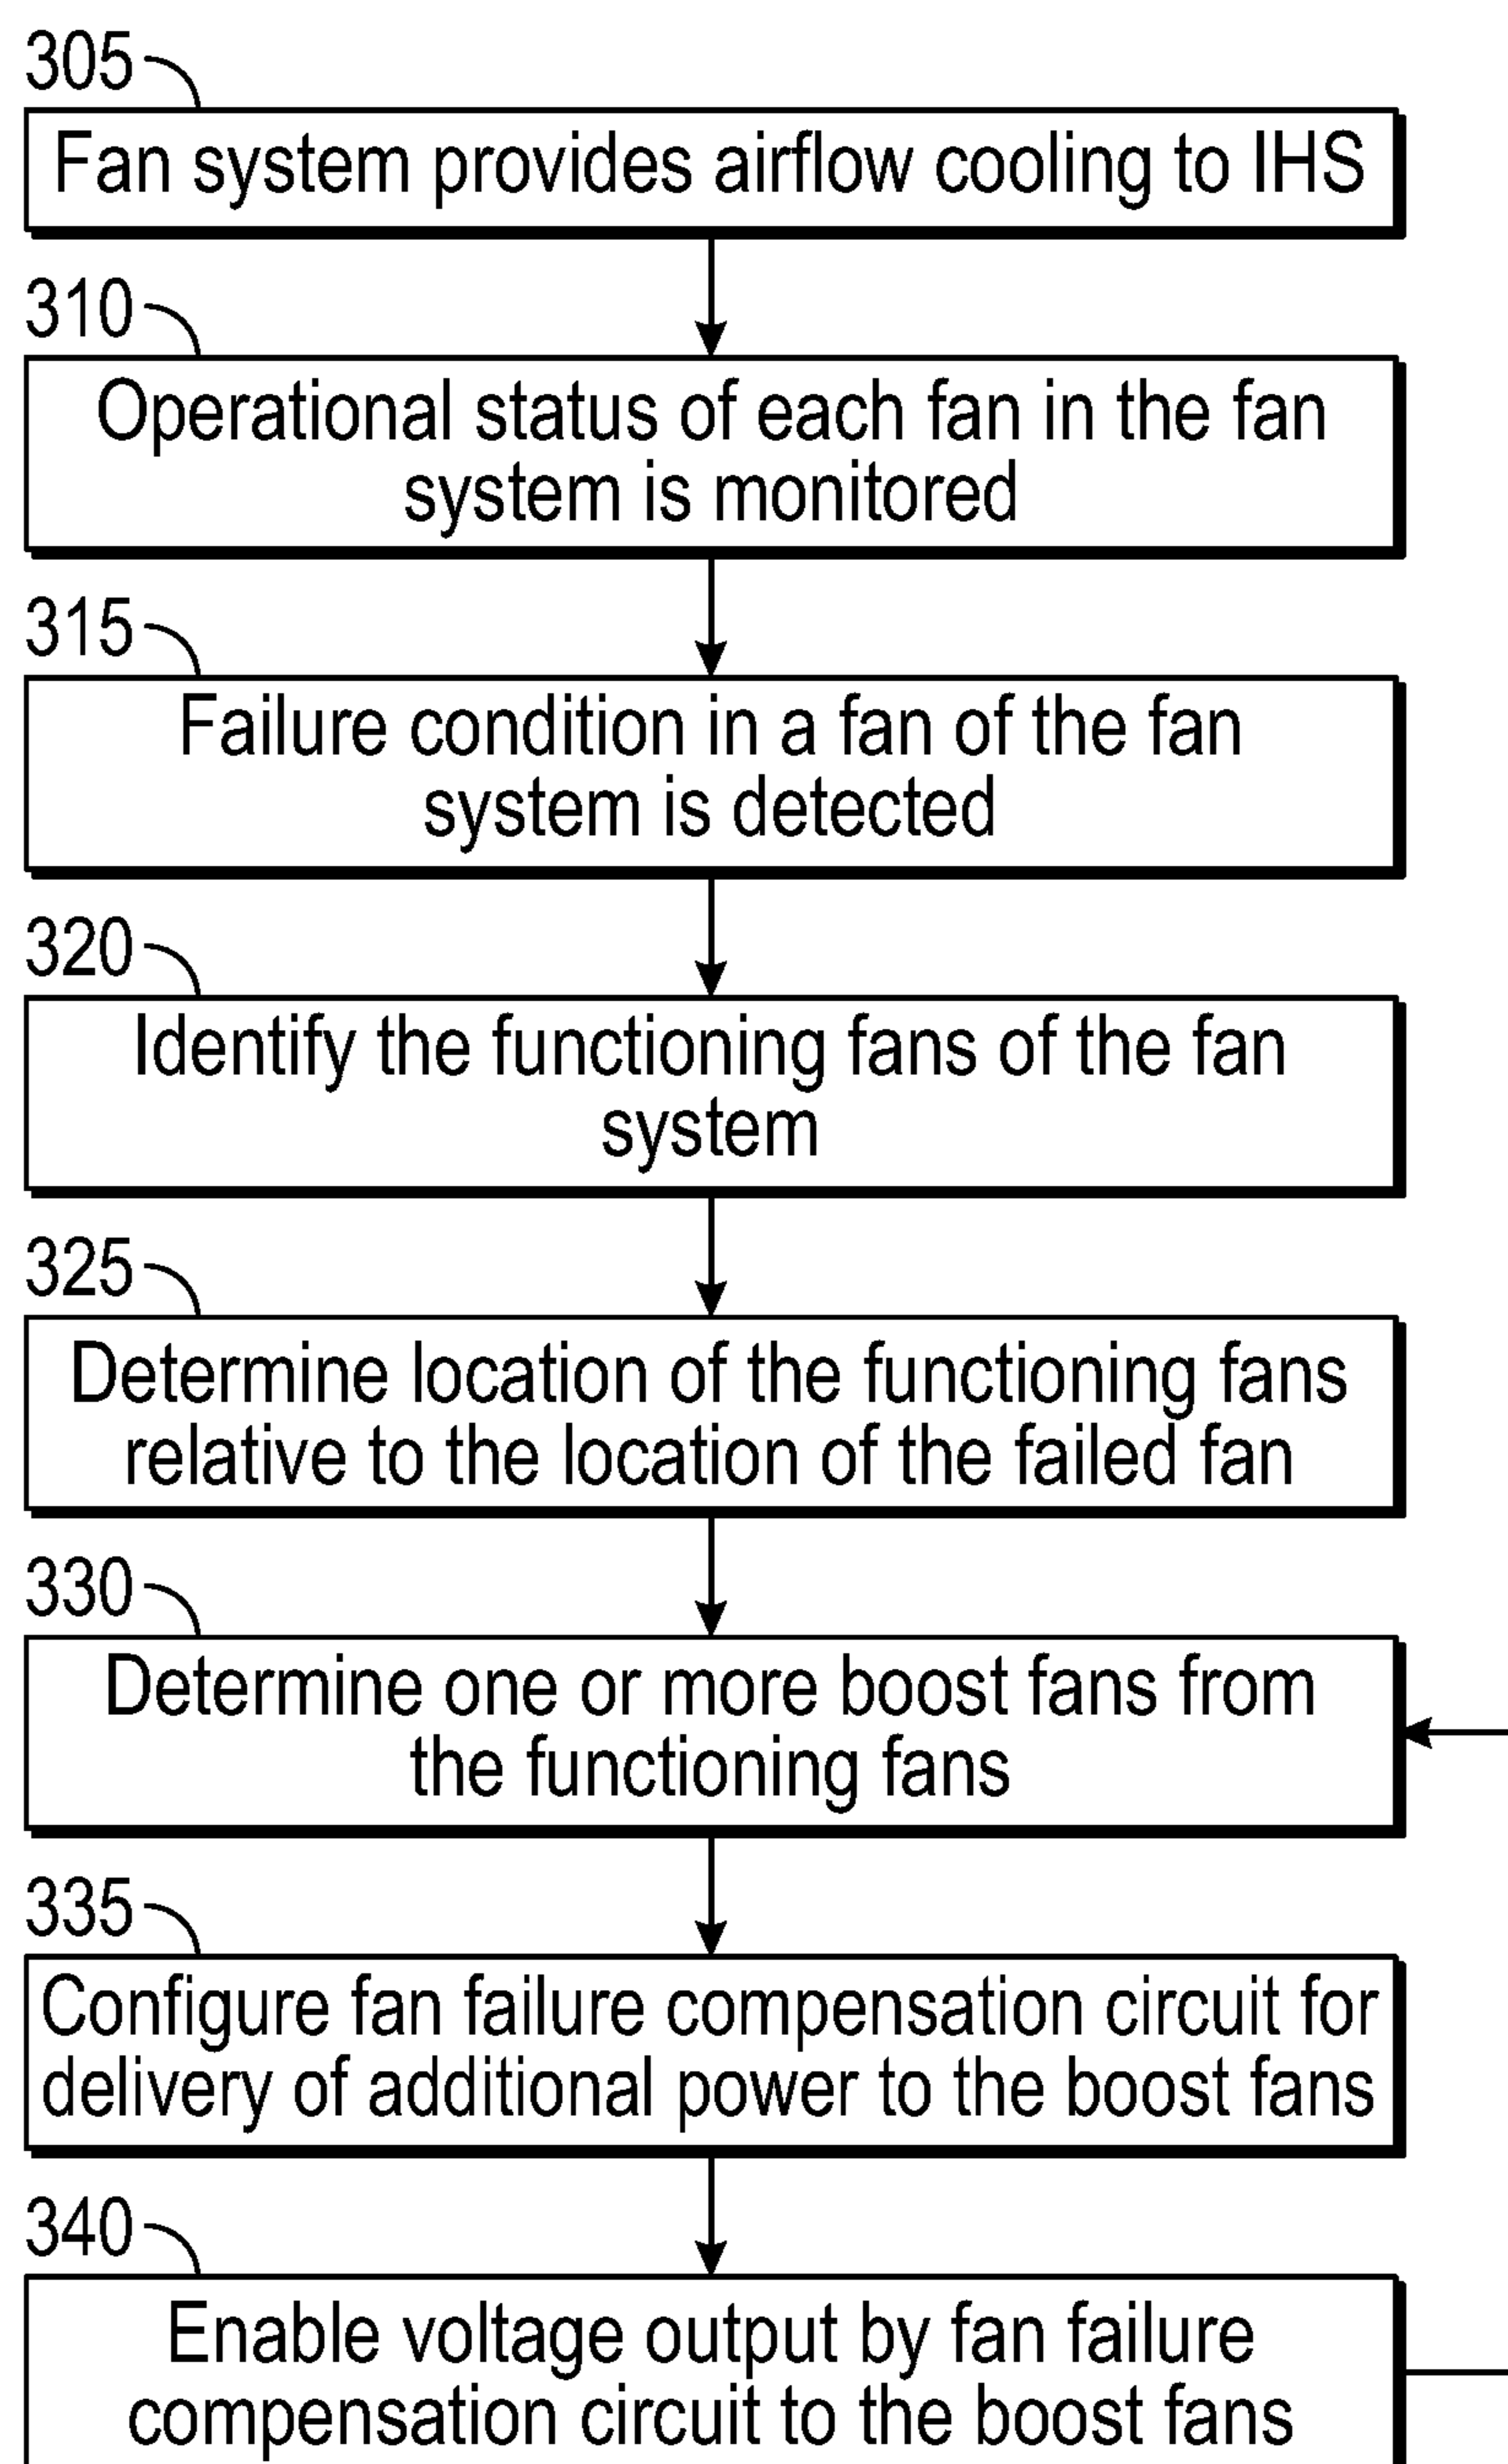 305
Fan system provides airflow cooling to IHS
310
Operational status of each fan in the fan
system is monitored
315
Failure condition in a fan of the fan
system is detected
320
Identify the functioning fans of the fan
system
325
Determine location of the functioning fans
relative to the location of the failed fan
330
Determine one or more boost fans from
the functioning fans
335
Configure fan failure compensation circuit for
delivery of additional power to the boost fans
340
Enable voltage output by fan failure
compensation circuit to the boost fans